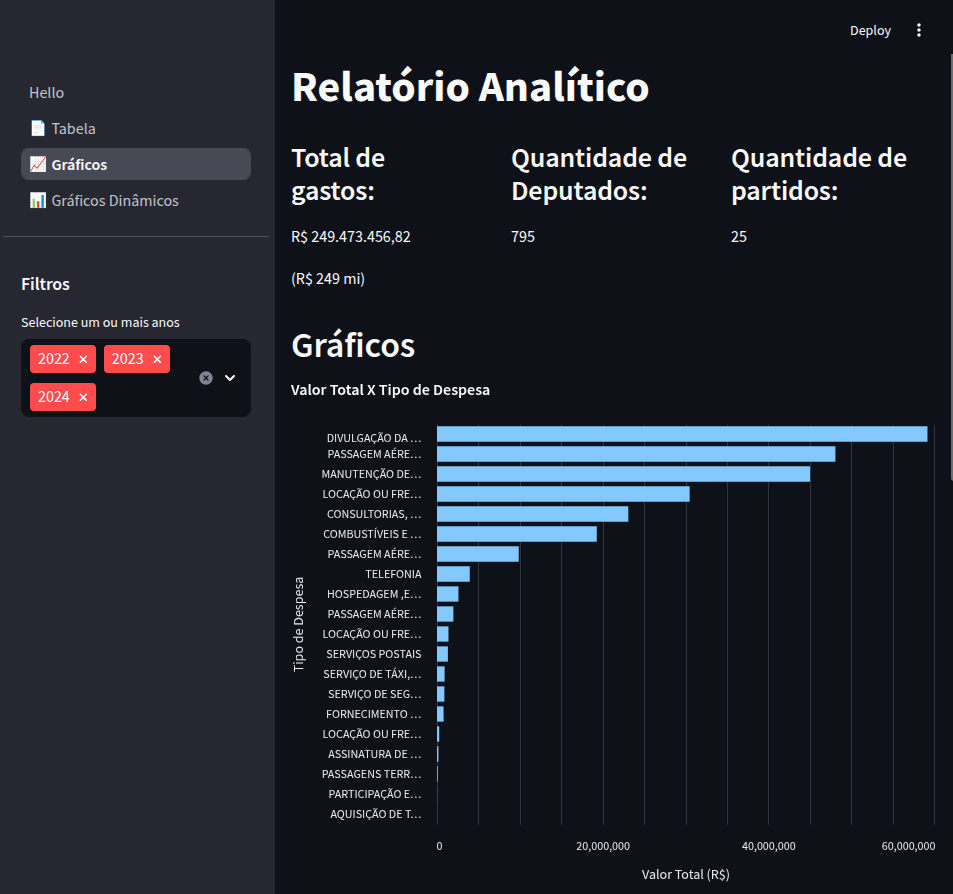 Deploy
Hello
Tabela
Gráficos
Gráficos Dinâmicos
Filtros
Selecione um ou mais anos
2022 ×
2023 ×
2024 ×
Relatório Analítico
Total de
gastos:
R$ 249.473.456,82
(R$ 249 mi)
Quantidade de
Deputados:
795
Quantidade de
partidos:
25
Gráficos
Valor Total X Tipo de Despesa
Tipo de Despesa
DIVULGAÇÃO DA …
PASSAGEM AÉRE…
MANUTENÇÃO DE…
LOCAÇÃO OU FRE…
CONSULTORIAS, …
COMBUSTÍVEIS E …
PASSAGEM AÉRE…
TELEFONIA
HOSPEDAGEM ,E…
PASSAGEM AÉRE…
LOCAÇÃO OU FRE…
SERVIÇOS POSTAIS
SERVIÇO DE TÁXI,…
SERVIÇO DE SEG…
FORNECIMENTO …
LOCAÇÃO OU FRE…
ASSINATURA DE …
PASSAGENS TERR…
PARTICIPAÇÃO E…
AQUISIÇÃO DE T…
0
20,000,000
40,000,000
60,000,000
Valor Total (R$)